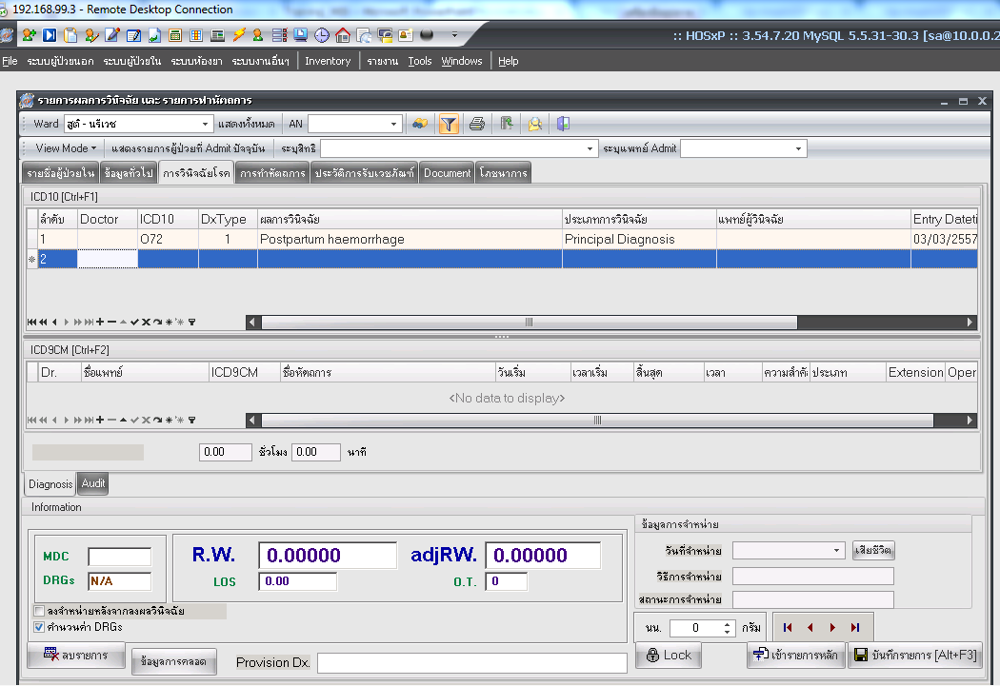 192.168.99.3 - Remote Desktop Connection
:: HOSxP :: 3.54.7.20 MySQL 5.5.31-30.3 [sa@10.0.0.2
File ระบบผู้ป่วยนอก ระบบผู้ป่วยใน ระบบห้องยา ระบบงานอื่นๆ Inventory รายงาน Tools Windows Help
รายการผลการวินิจฉัย และ รายการทำหัตถการ
Ward สูติ - นรีเวช แสดงทั้งหมด AN
View Mode แสดงรายการผู้ป่วยที่ Admit ปัจจุบัน ระบุสิทธิ ระบุแพทย์ Admit
รายชื่อผู้ป่วยใน ข้อมูลทั่วไป การวินิจฉัยโรค การทำหัตถการ ประวัติการรับเวชภัณฑ์ Document โภชนาการ
ICD10 [Ctrl+F1]
ลำดับ Doctor ICD10 DxType ผลการวินิจฉัย ประเภทการวินิจฉัย แพทย์ผู้วินิจฉัย Entry Dateti
1 O72 1 Postpartum haemorrhage Principal Diagnosis 03/03/2557
2
ICD9CM [Ctrl+F2]
Dr. ชื่อแพทย์ ICD9CM ชื่อหัตถการ วันเริ่ม เวลาเริ่ม สิ้นสุด เวลา ความสำคั ประเภท Extension Oper
<No data to display>
0.00 ชั่วโมง 0.00 นาที
Diagnosis Audit
Information
ข้อมูลการจำหน่าย
MDC R.W. 0.00000 adjRW. 0.00000 วันที่จำหน่าย เสียชีวิต
DRGs N/A LOS 0.00 O.T. 0 วิธีการจำหน่าย
สถานะการจำหน่าย
ลงจำหน่ายหลังจากลงผลวินิจฉัย
คำนวนค่า DRGs นน. 0 กรัม
ลบรายการ ข้อมูลการคลอด Provision Dx. Lock เข้ารายการหลัก บันทึกรายการ [Alt+F3]